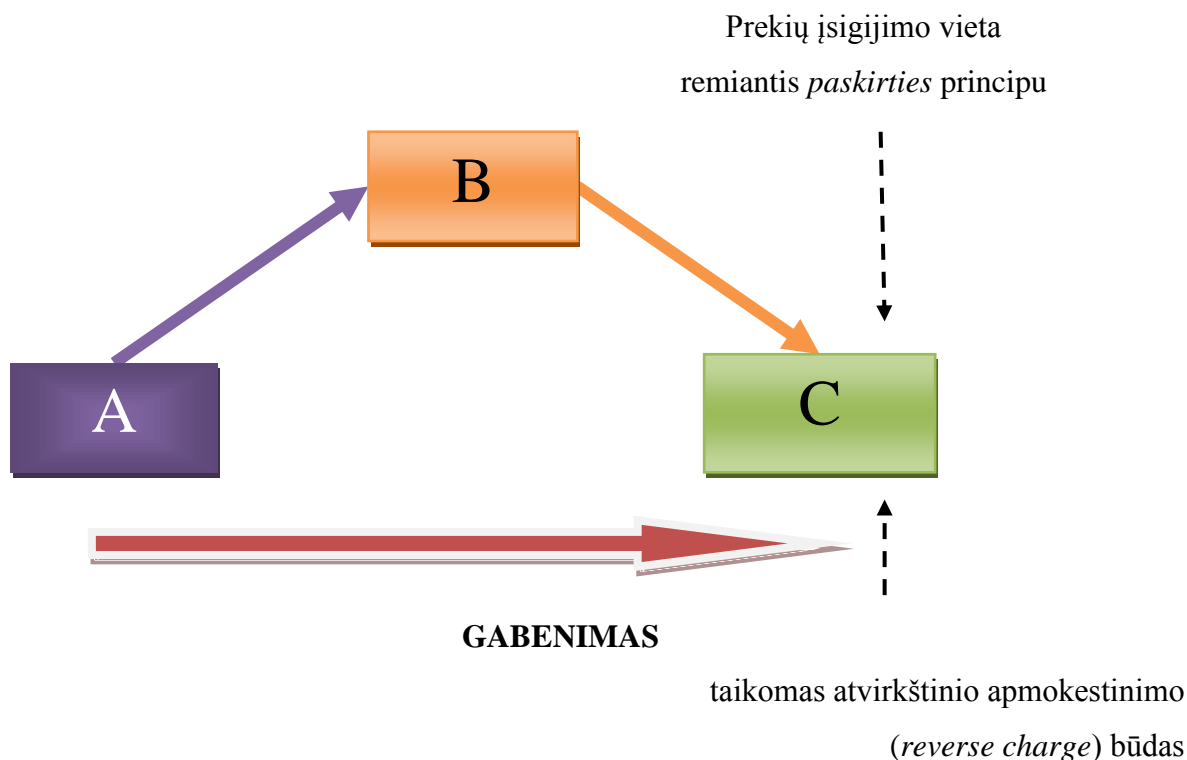 Prekių įsigijimo vieta
remiantis paskirties principu
B
A
C
GABENIMAS
taikomas atvirkštinio apmokestinimo
(reverse charge) būdas